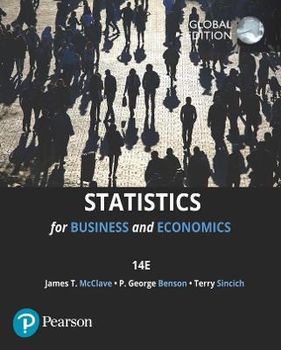 GLOBAL
EDITION
STATISTICS
for BUSINESS and ECONOMICS
14E
James T. McClave • P. George Benson • Terry Sincich
P Pearson